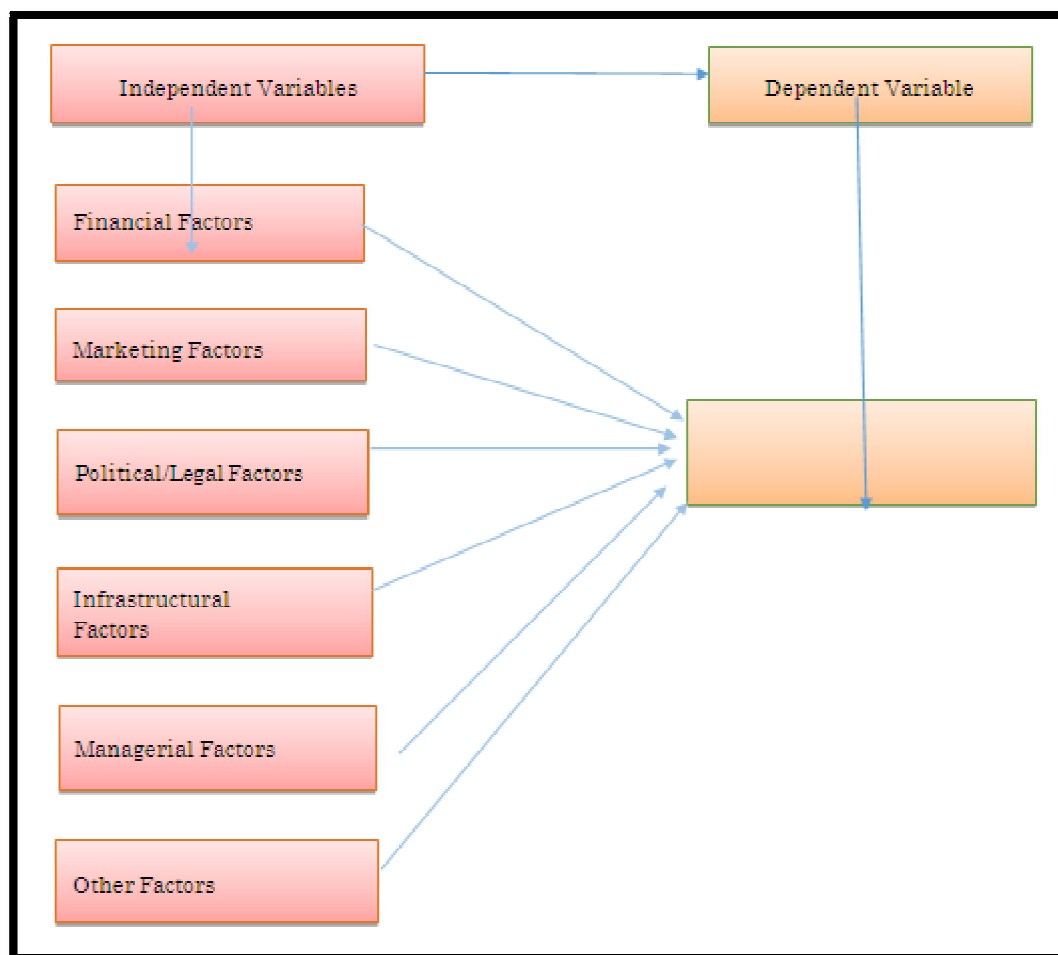 Independent Variables
Dependent Variable
Financial Factors
Marketing Factors
Political/Legal Factors
Infrastructural
Factors
Managerial Factors
Other Factors